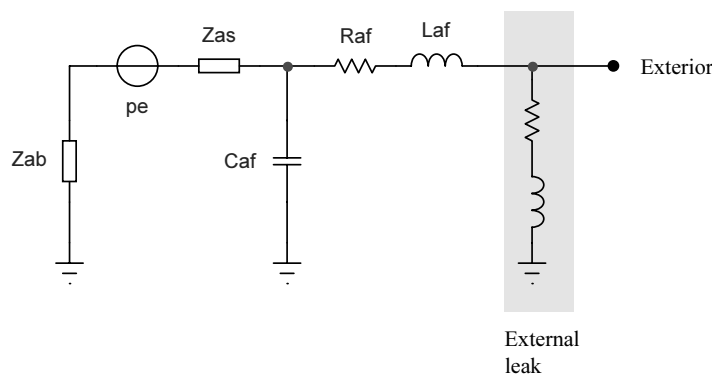 Zas
Raf
Laf
Exterior
pe
Zab
Caf
External
leak